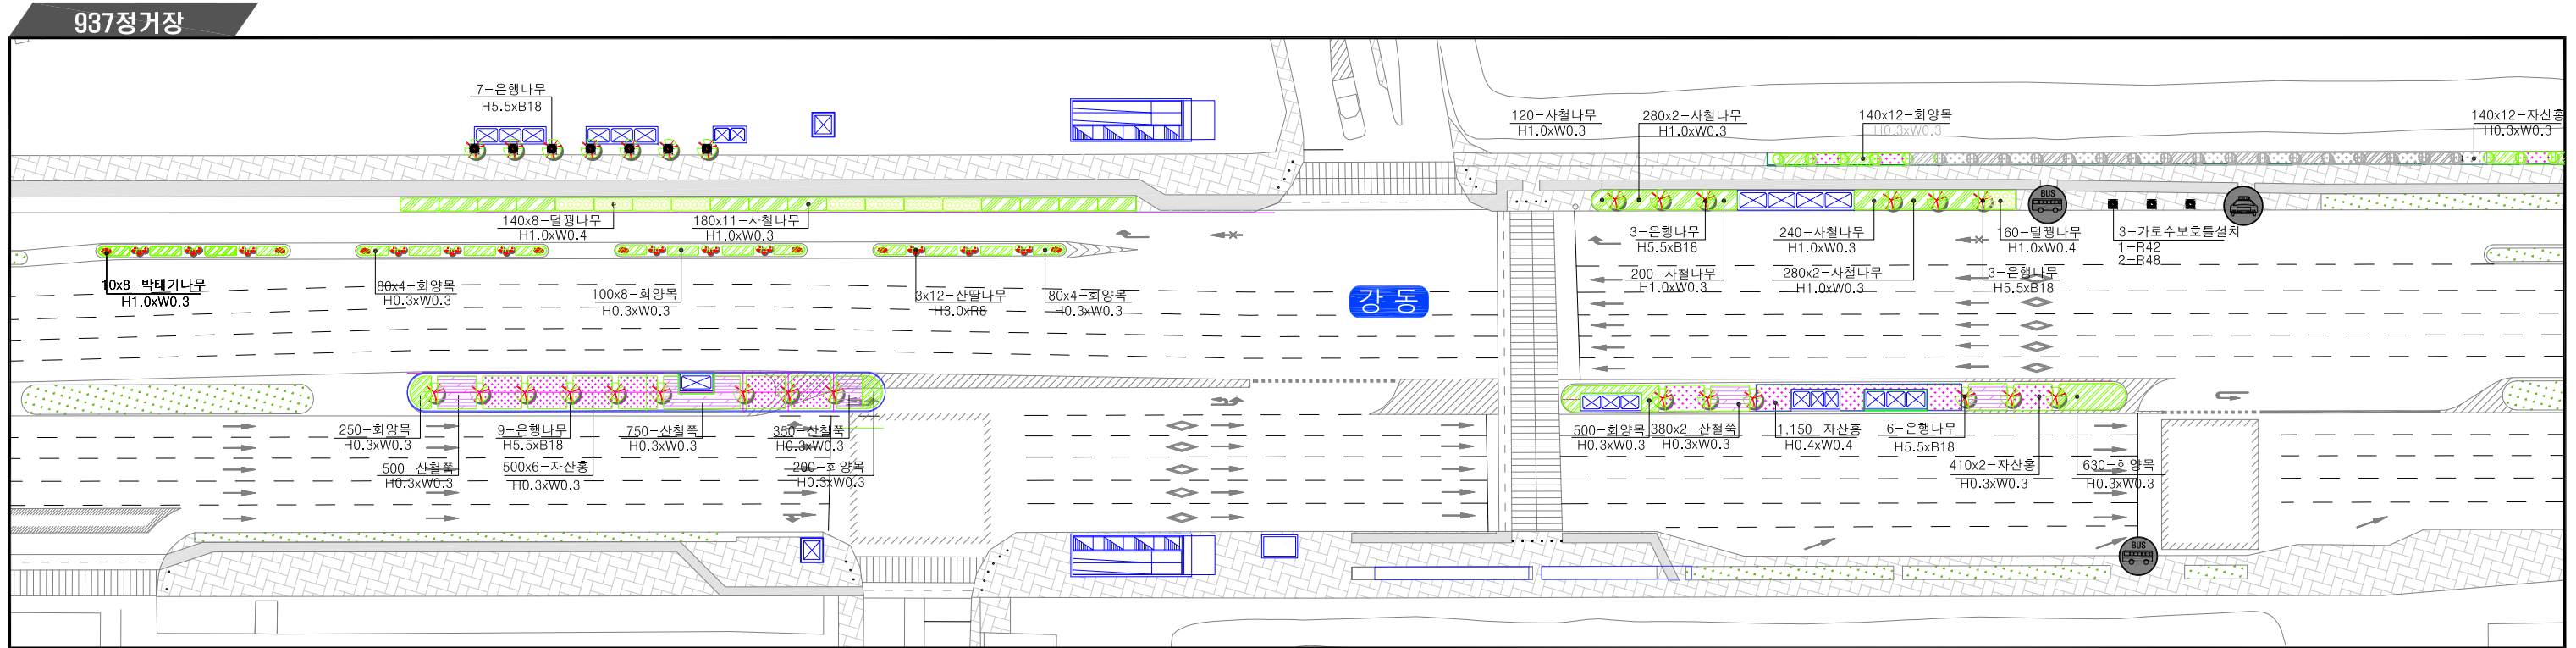 937정거장
7-은행나무
H5.5xB18
120-사철나무
H1.0xW0.3
280x2-사철나무
H1.0xW0.3
140x12-회양목
H0.3xW0.3
140x12-자산홍
H0.3xW0.3
140x8-덜꿩나무
H1.0xW0.4
180x11-사철나무
H1.0xW0.3
3-은행나무
H5.5xB18
240-사철나무
H1.0xW0.3
160-덜꿩나무
H1.0xW0.4
BUS
3-가로수보호틀설치
1-R42
2-R48
200-사철나무
H1.0xW0.3
280x2-사철나무
H1.0xW0.3
3-은행나무
H5.5xB18
10x8-박태기나무
H1.0xW0.3
80x4-회양목
H0.3xW0.3
100x8-회양목
H0.3xW0.3
3x12-산딸나무
H3.0xR8
80x4-회양목
H0.3xW0.3
강동
250-회양목
H0.3xW0.3
9-은행나무
H5.5xB18
750-산철쭉
H0.3xW0.3
350-산철쭉
H0.3xW0.3
500-회양목
H0.3xW0.3
380x2-산철쭉
H0.3xW0.3
1,150-자산홍
H0.4xW0.4
6-은행나무
H5.5xB18
500-산철쭉
H0.3xW0.3
500x6-자산홍
H0.3xW0.3
200-회양목
H0.3xW0.3
410x2-자산홍
H0.3xW0.3
630-회양목
H0.3xW0.3
BUS